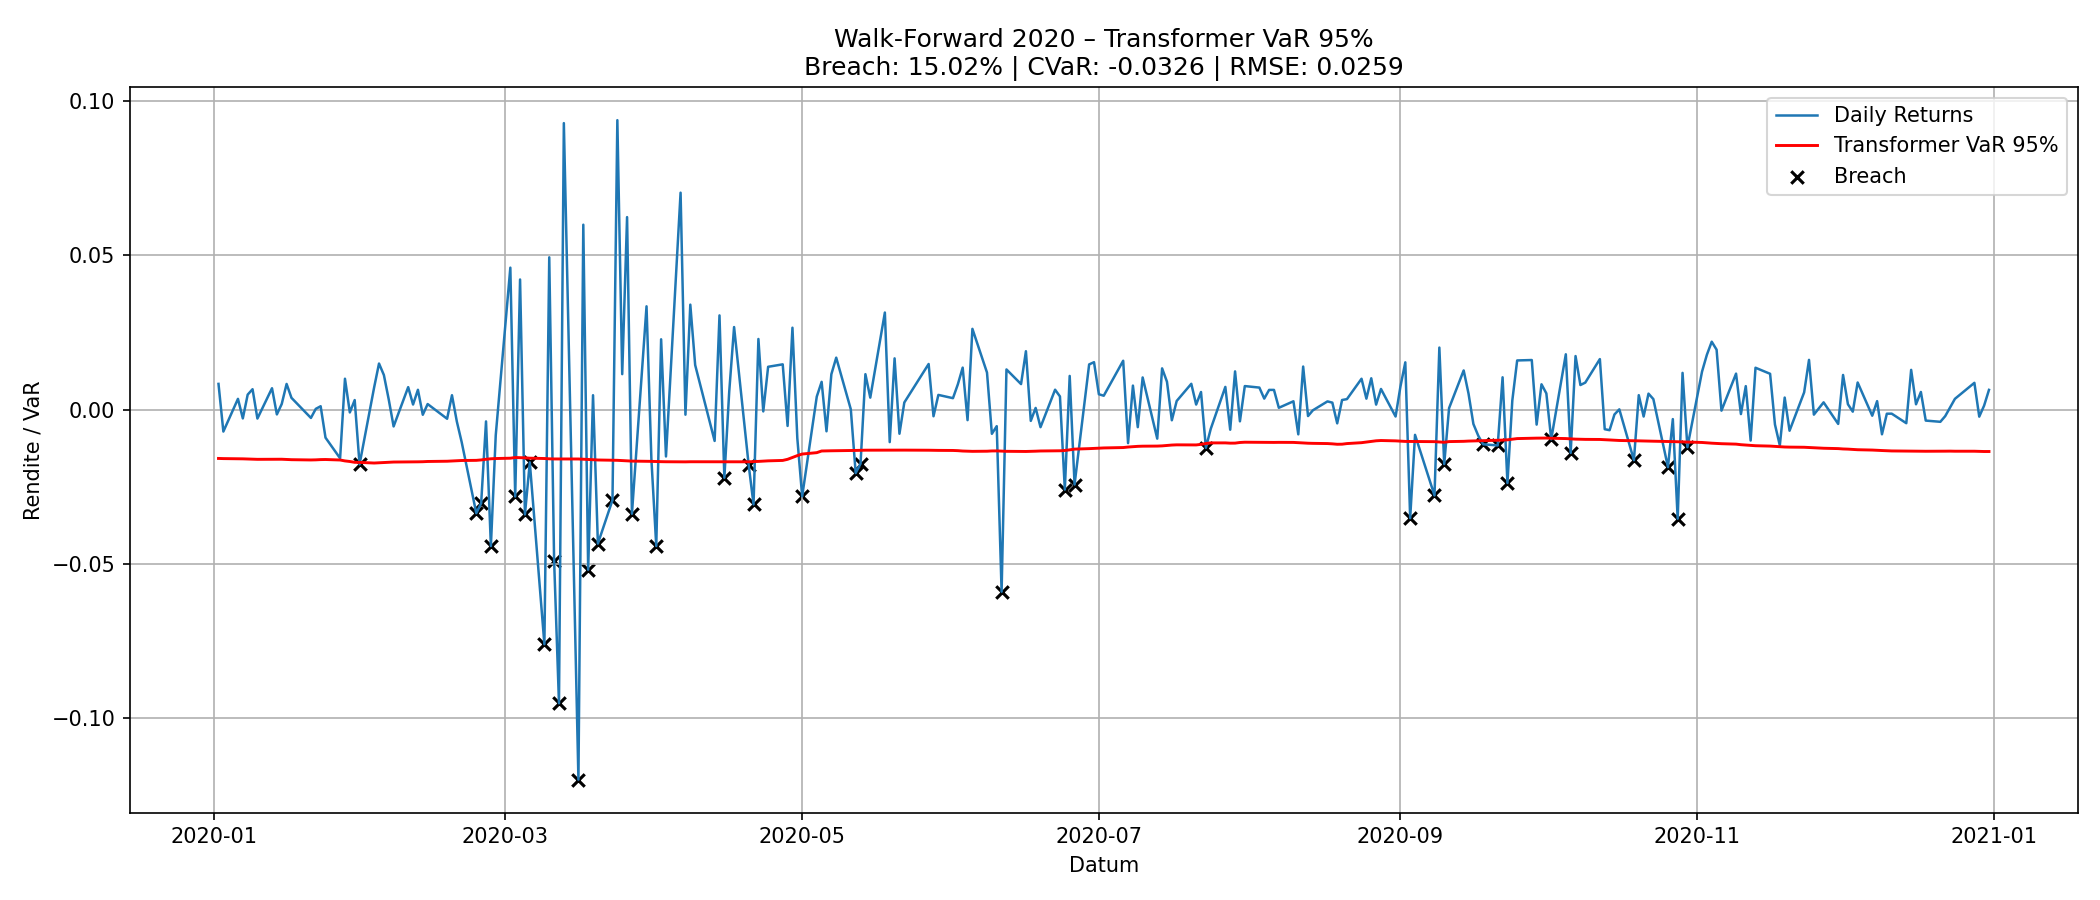 Walk-Forward 2020 – Transformer VaR 95%
Breach: 15.02% | CVaR: -0.0326 | RMSE: 0.0259
Daily Returns
Transformer VaR 95%
Breach
Rendite / VaR
0.10
0.05
0.00
−0.05
−0.10
2020-01
2020-03
2020-05
2020-07
2020-09
2020-11
2021-01
Datum